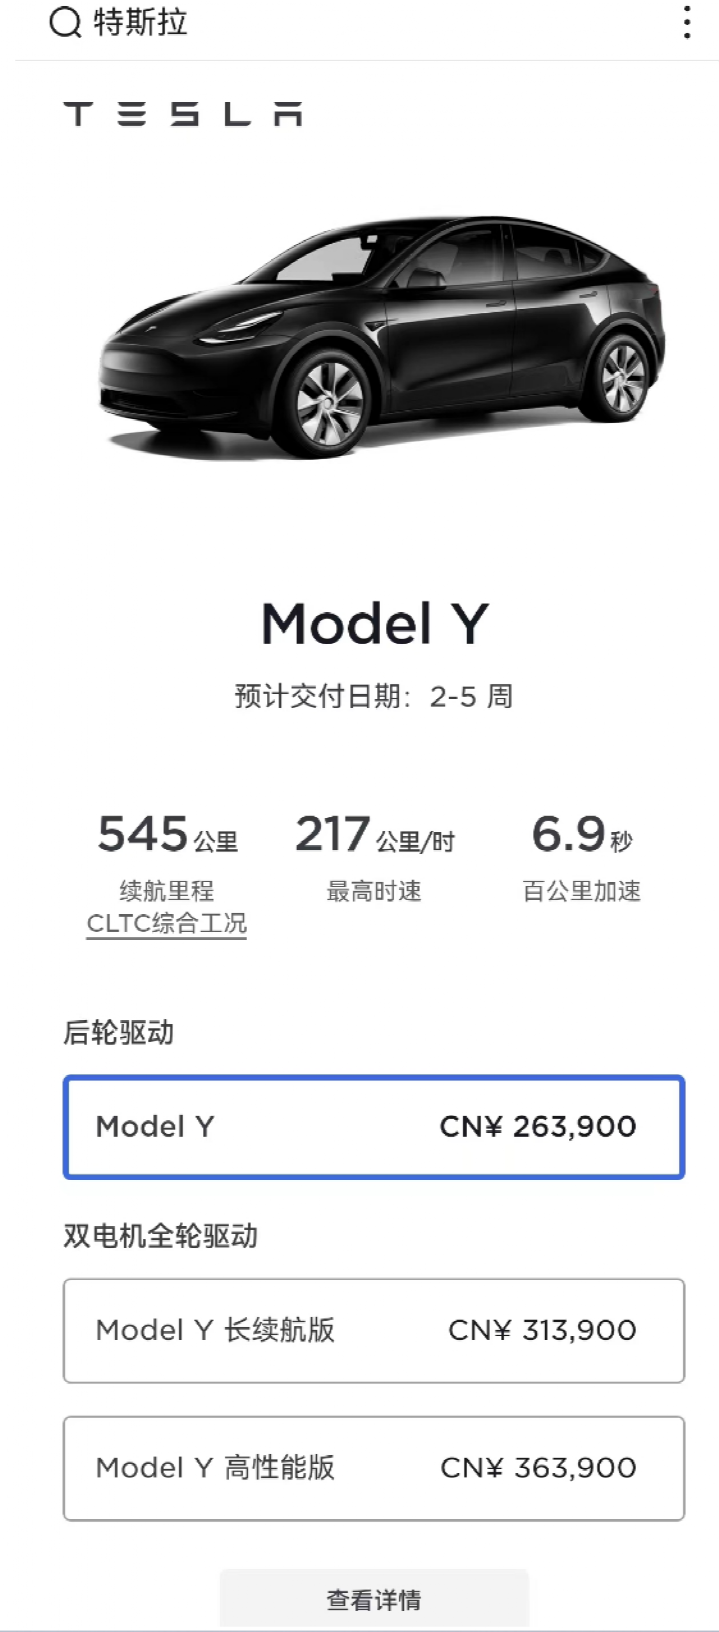 特斯拉
TESLA
Model Y
预计交付日期：2-5 周
545公里 217公里/时 6.9秒
续航里程 最高时速 百公里加速
CLTC综合工况
后轮驱动
Model Y CN¥ 263,900
双电机全轮驱动
Model Y 长续航版 CN¥ 313,900
Model Y 高性能版 CN¥ 363,900
查看详情